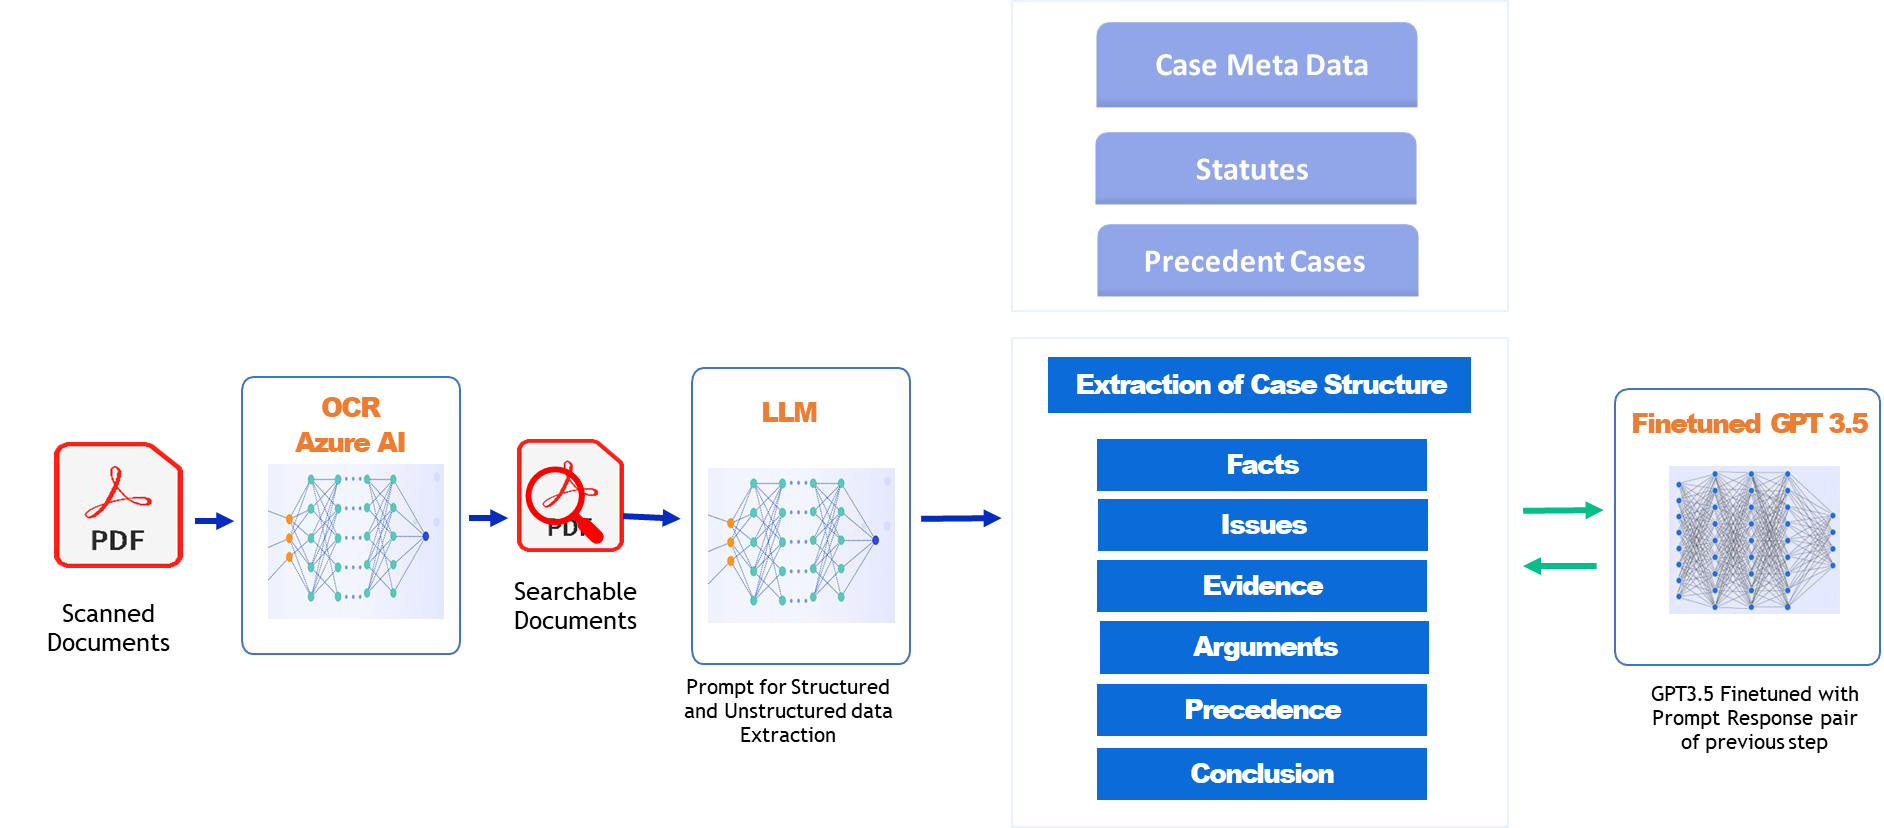 Case Meta Data
Statutes
Precedent Cases
PDF
Scanned
Documents
OCR
Azure AI
PDF
Searchable
Documents
LLM
Prompt for Structured
and Unstructured data
Extraction
Extraction of Case Structure
Facts
Issues
Evidence
Arguments
Precedence
Conclusion
Finetuned GPT 3.5
GPT3.5 Finetuned with
Prompt Response pair
of previous step